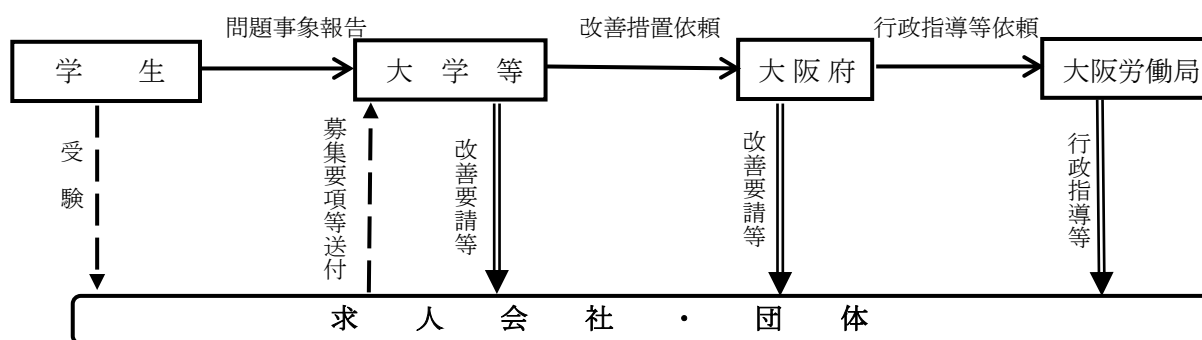 問題事象報告
改善措置依頼
行政指導等依頼
学生
大学等
大阪府
大阪労働局
受験
募集要項等送付
改善要請等
改善要請等
行政指導等
求人会社・団体